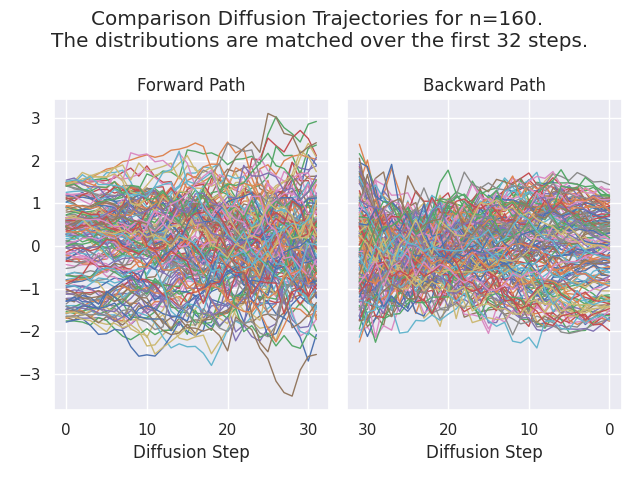 Comparison Diffusion Trajectories for n=160.
The distributions are matched over the first 32 steps.
Forward Path
Backward Path
3
2
1
0
−1
−2
−3
0 10 20 30
30 20 10 0
Diffusion Step
Diffusion Step